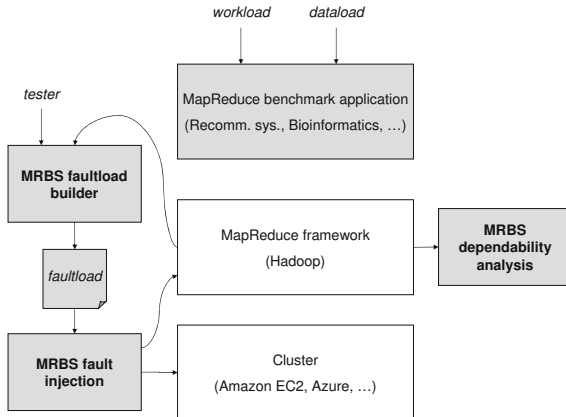 workload
dataload
MapReduce benchmark application
(Recomm. sys., Bioinformatics, …)
tester
MRBS faultload
builder
MapReduce framework
(Hadoop)
MRBS
dependability
analysis
faultload
MRBS fault
injection
Cluster
(Amazon EC2, Azure, …)